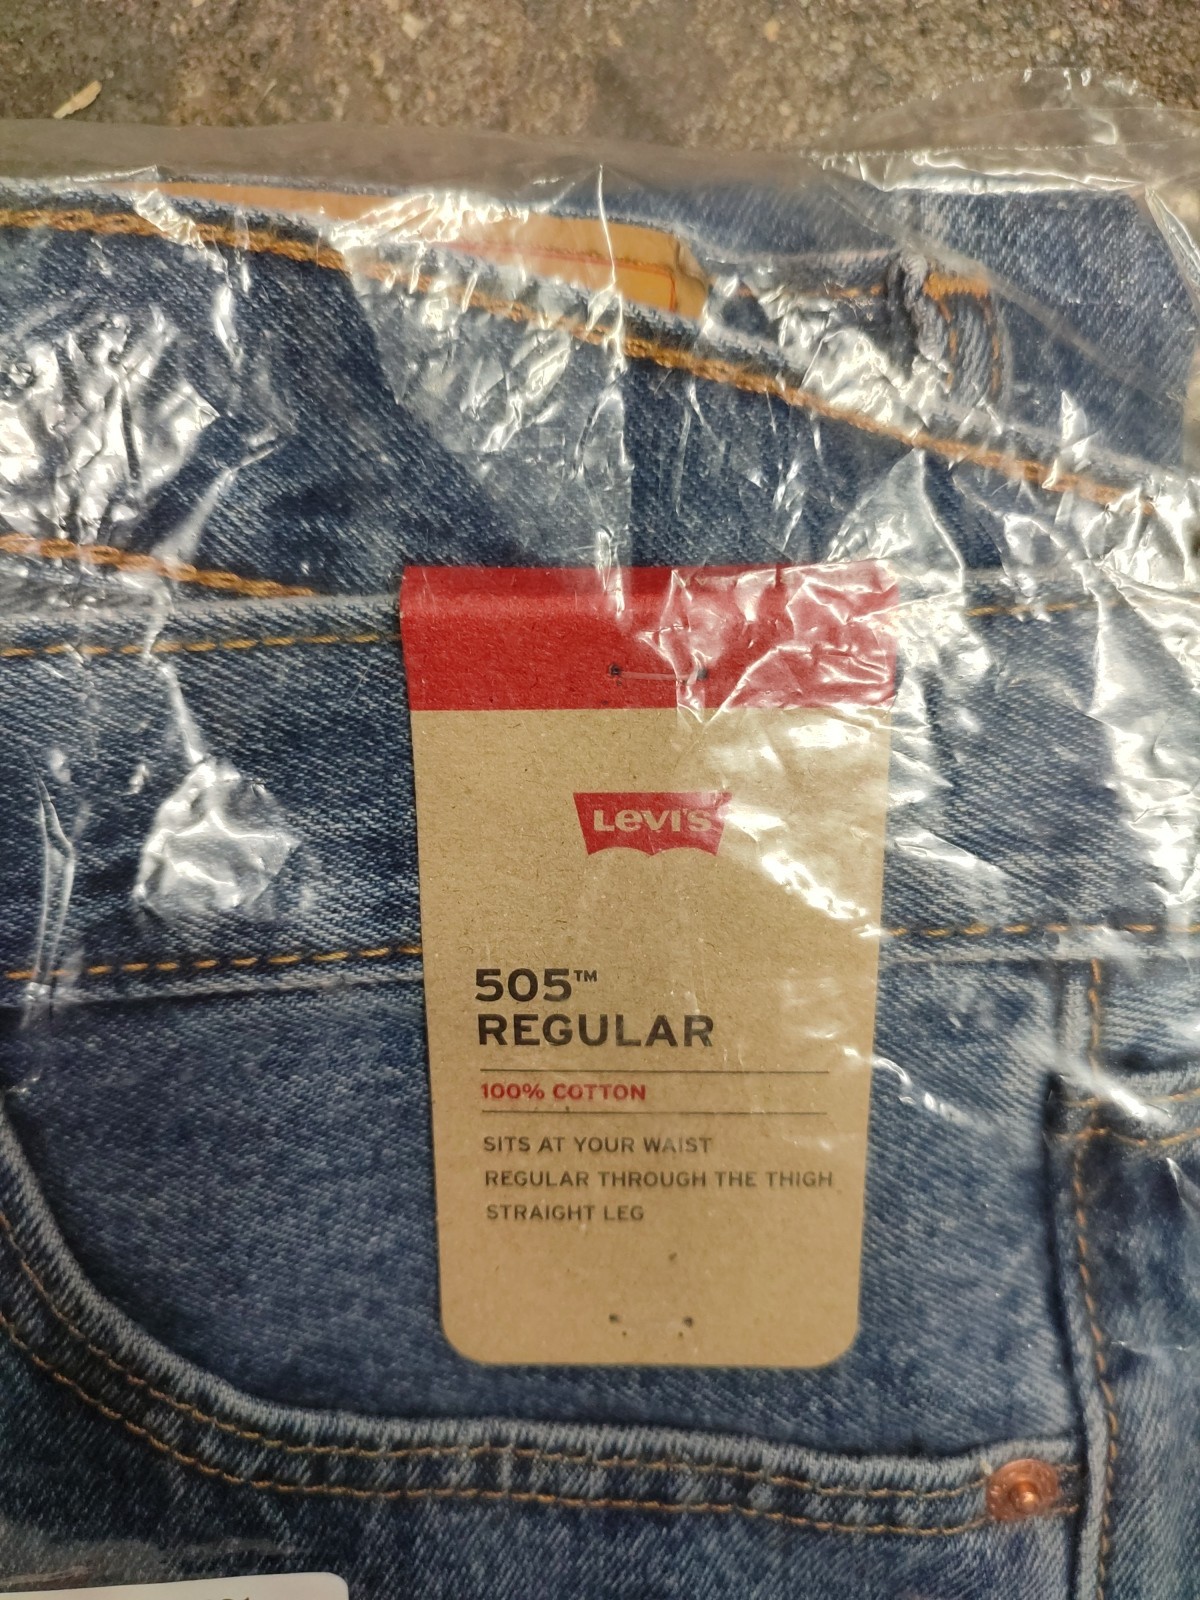 Levi's
505™
REGULAR
100% COTTON
SITS AT YOUR WAIST
REGULAR THROUGH THE THIGH
STRAIGHT LEG